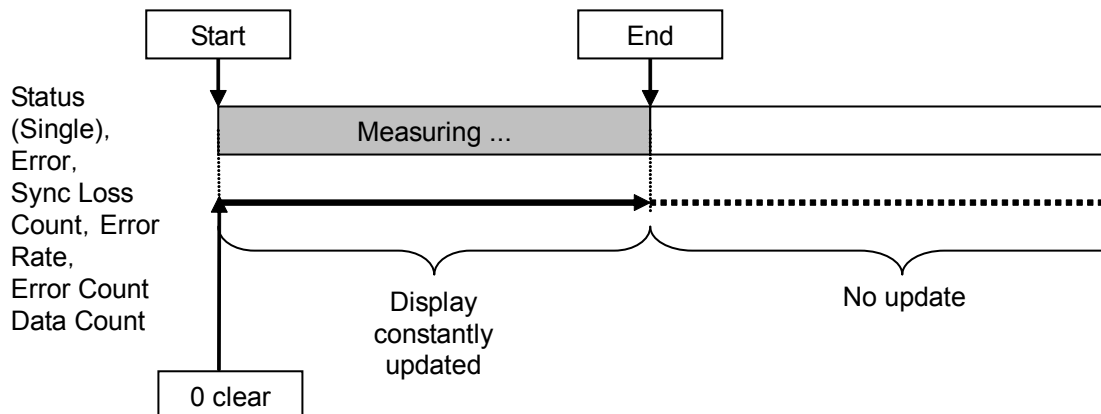 Start
End
Status
(Single),
Error,
Sync Loss
Count, Error
Rate,
Error Count
Data Count
Measuring ...
Display
constantly
updated
No update
0 clear